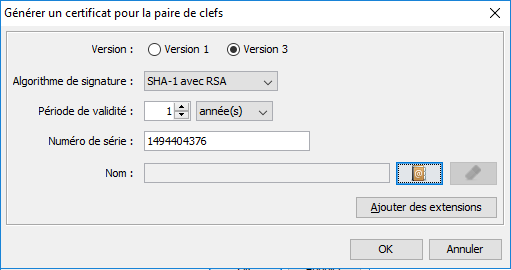 Générer un certificat pour la paire de clefs
Version : Version 1 Version 3
Algorithme de signature : SHA-1 avec RSA
Période de validité : 1 année(s)
Numéro de série : 1494404376
Nom :
Ajouter des extensions
OK Annuler